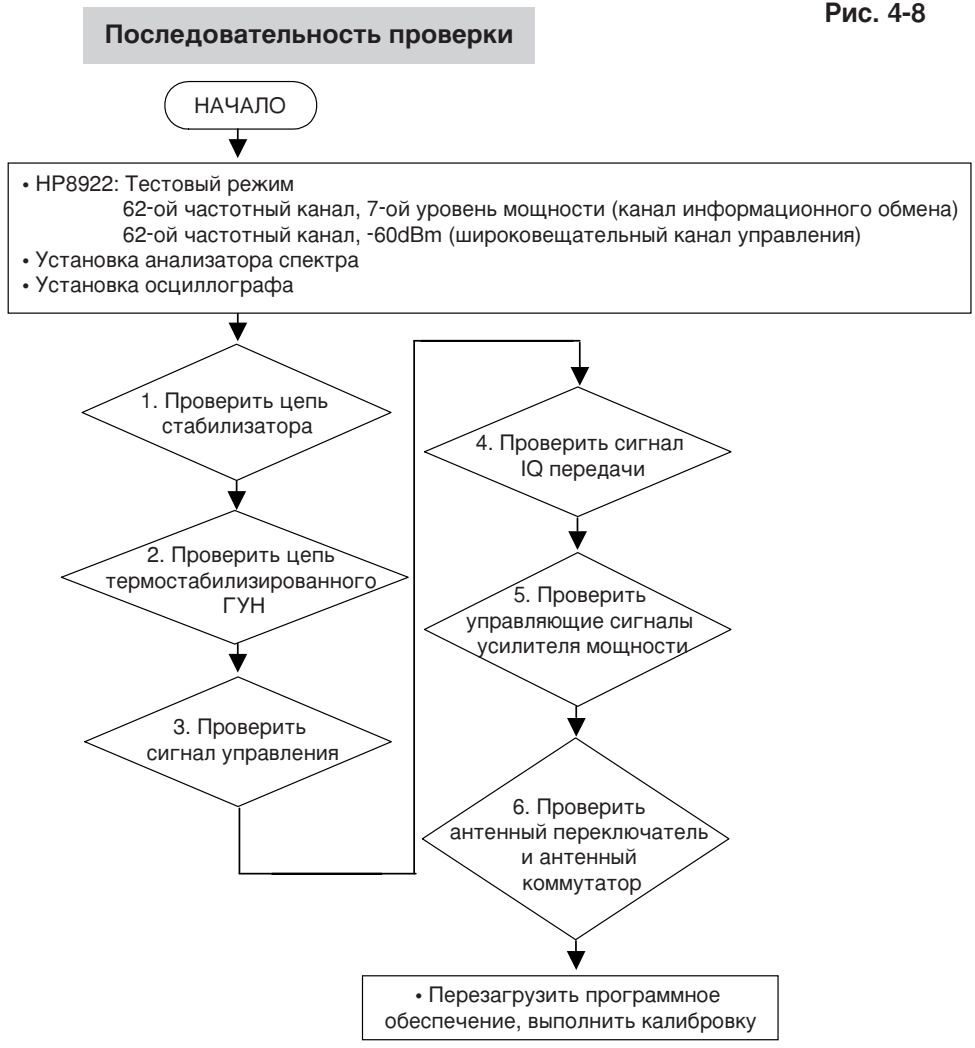 Рис. 4-8
Последовательность проверки
НАЧАЛО
• HP8922: Тестовый режим
62-ой частотный канал, 7-ой уровень мощности (канал информационного обмена)
62-ой частотный канал, -60dBm (широковещательный канал управления)
• Установка анализатора спектра
• Установка осциллографа
1. Проверить цепь
стабилизатора
2. Проверить цепь
термостабилизированного
ГУН
3. Проверить
сигнал управления
4. Проверить сигнал
IQ передачи
5. Проверить
управляющие сигналы
усилителя мощности
6. Проверить
антенный переключатель
и антенный
коммутатор
• Перезагрузить программное
обеспечение, выполнить калибровку